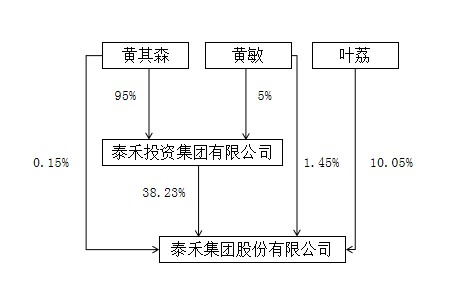 黄其森 黄敏 叶荔
95% 5%
泰禾投资集团有限公司
0.15% 38.23% 1.45% 10.05%
泰禾集团股份有限公司